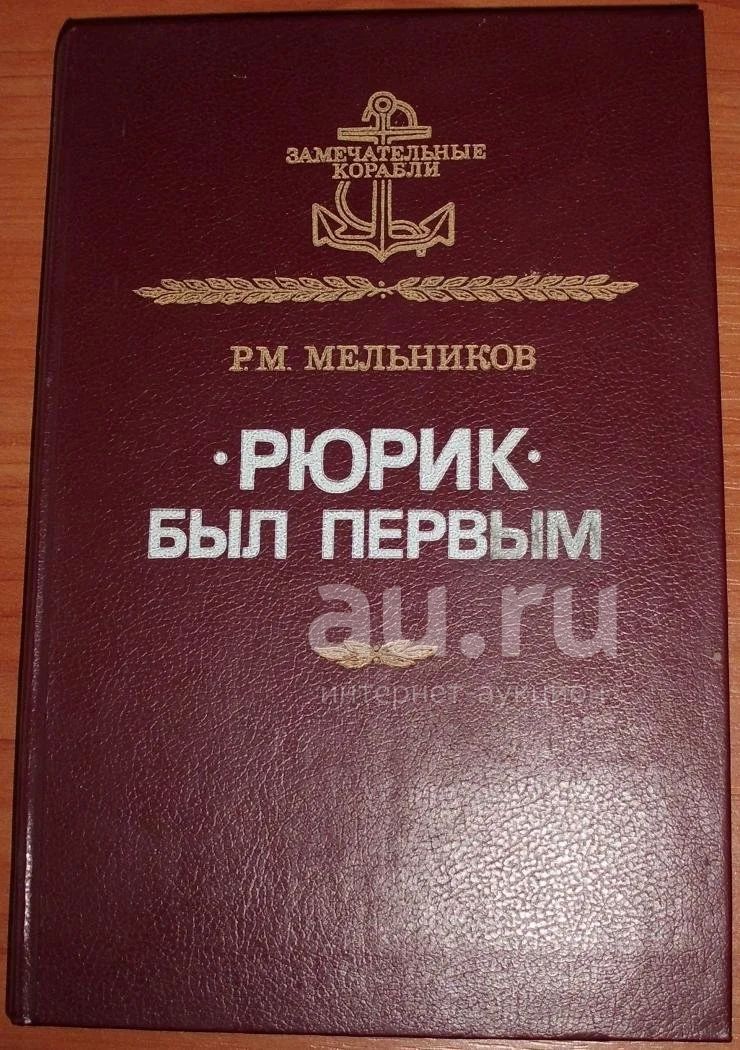 ЗАМЕЧАТЕЛЬНЫЕ
КОРАБЛИ
Р.М. МЕЛЬНИКОВ
·РЮРИК·
БЫЛ ПЕРВЫМ
au.ru
интернет аукцион